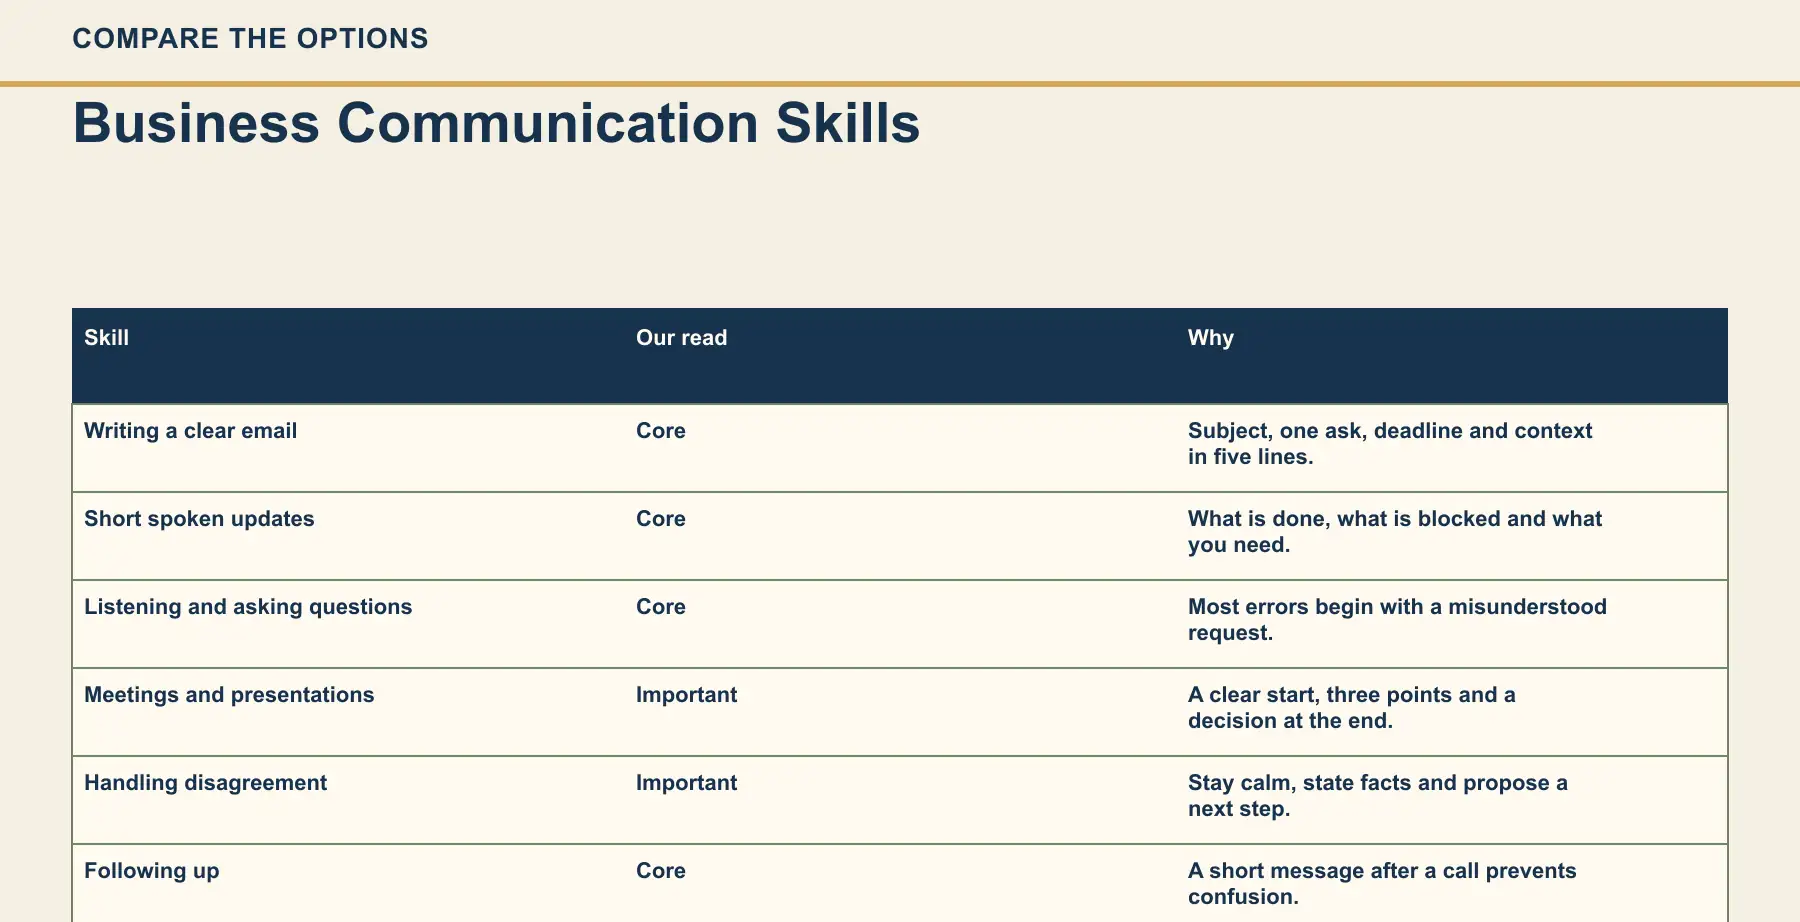 COMPARE THE OPTIONS
Business Communication Skills
Skill Our read Why
Writing a clear email Core Subject, one ask, deadline and context
in five lines.
Short spoken updates Core What is done, what is blocked and what
you need.
Listening and asking questions Core Most errors begin with a misunderstood
request.
Meetings and presentations Important A clear start, three points and a
decision at the end.
Handling disagreement Important Stay calm, state facts and propose a
next step.
Following up Core A short message after a call prevents
confusion.